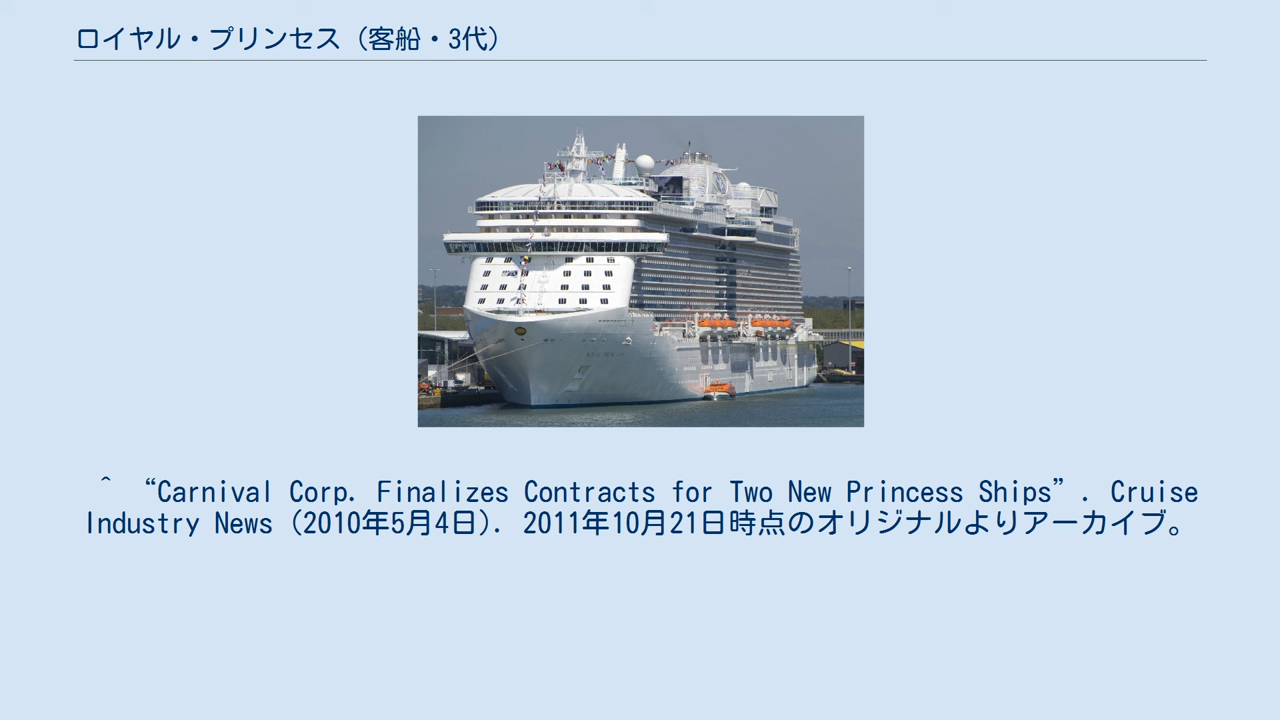 ロイヤル・プリンセス（客船・3代）
^ “Carnival Corp. Finalizes Contracts for Two New Princess Ships”. Cruise
Industry News (2010年5月4日). 2011年10月21日時点のオリジナルよりアーカイブ。